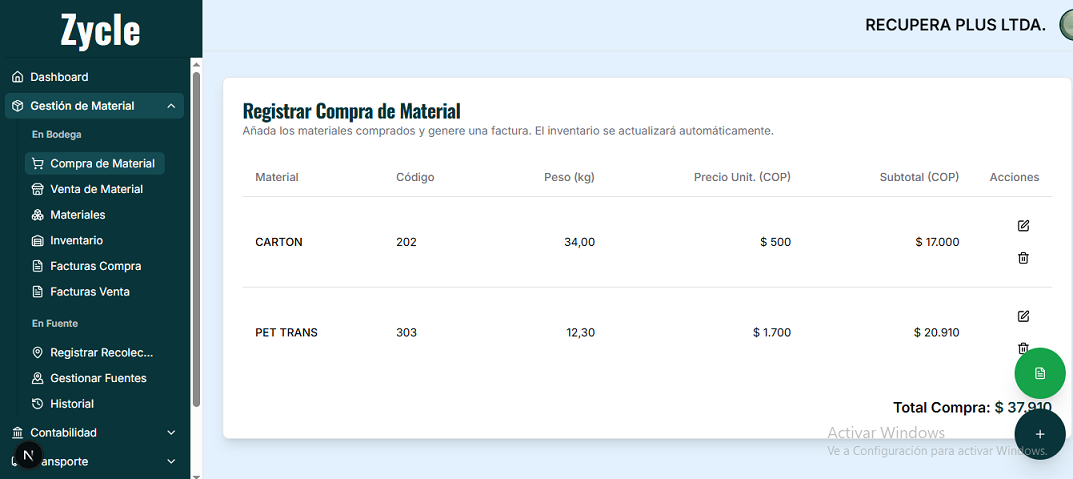 Zycle
RECUPERA PLUS LTDA.
Dashboard
Gestión de Material
En Bodega
Compra de Material
Venta de Material
Materiales
Inventario
Facturas Compra
Facturas Venta
En Fuente
Registrar Recolec...
Gestionar Fuentes
Historial
Contabilidad
N
Registrar Compra de Material
Añada los materiales comprados y genere una factura. El inventario se actualizará automáticamente.
Material Código Peso (kg) Precio Unit. (COP) Subtotal (COP) Acciones
CARTON 202 34,00 $ 500 $ 17.000
PET TRANS 303 12,30 $ 1.700 $ 20.910
Total Compra: $ 37.910
+
Activar Windows
Ve a Configuración para activar Windows.